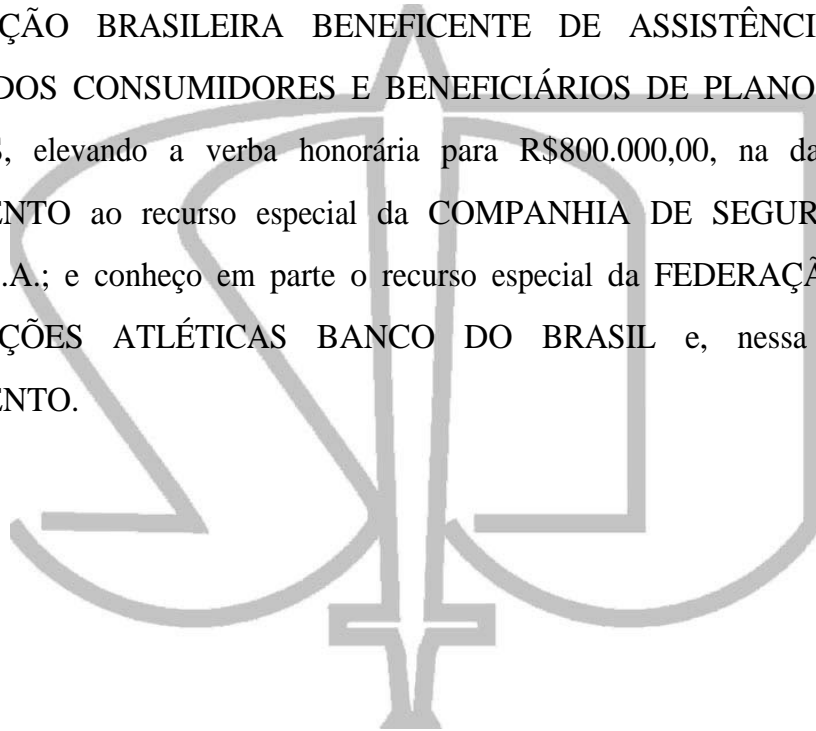 ÇÃO BRASILEIRA BENEFICENTE DE ASSISTÊNCI
DOS CONSUMIDORES E BENEFICIÁRIOS DE PLANO
S, elevando a verba honorária para R$800.000,00, na da
ENTO ao recurso especial da COMPANHIA DE SEGUR
.A.; e conheço em parte o recurso especial da FEDERAÇÃ
ÇÕES ATLÉTICAS BANCO DO BRASIL e, nessa
ENTO.